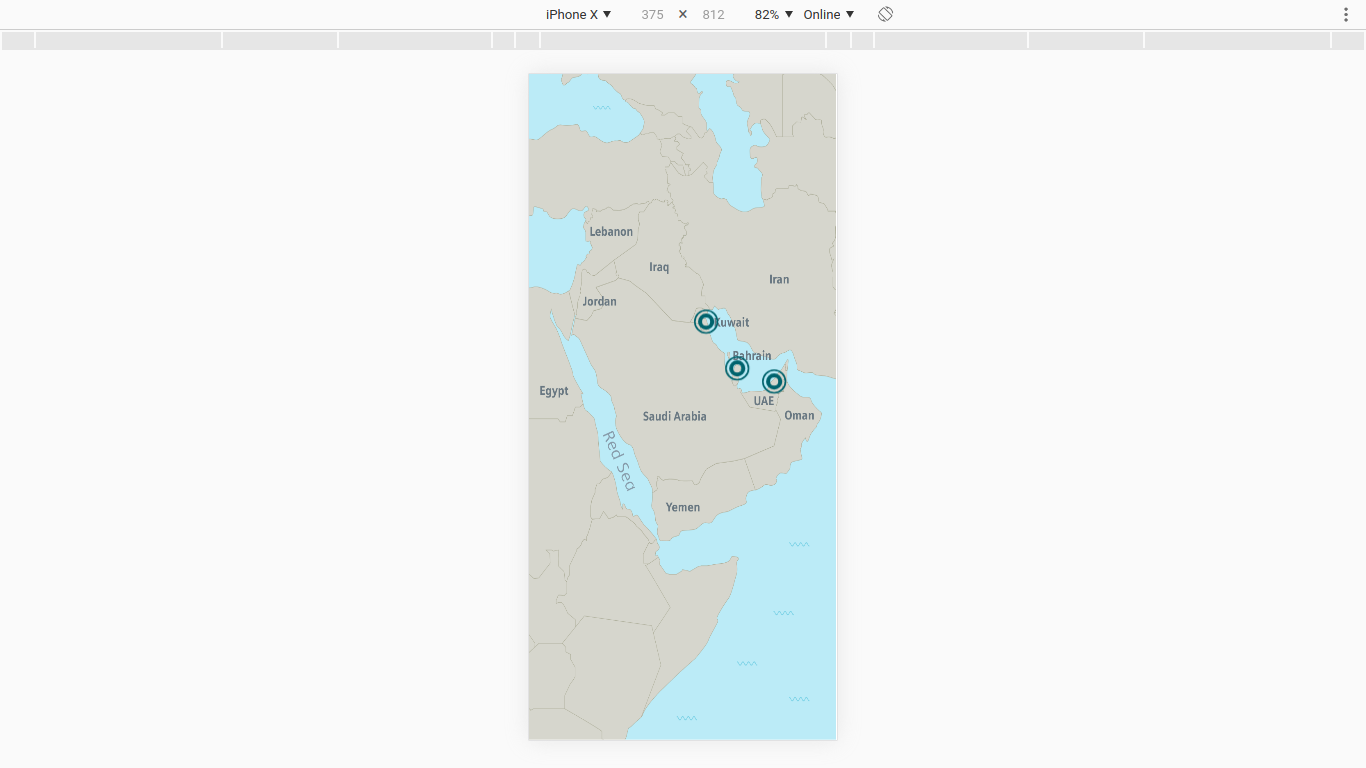 iPhone X 375 × 812 82% Online
Lebanon
Iraq
Iran
Jordan
Kuwait
Bahrain
Egypt
UAE
Saudi Arabia
Oman
Red Sea
Yemen